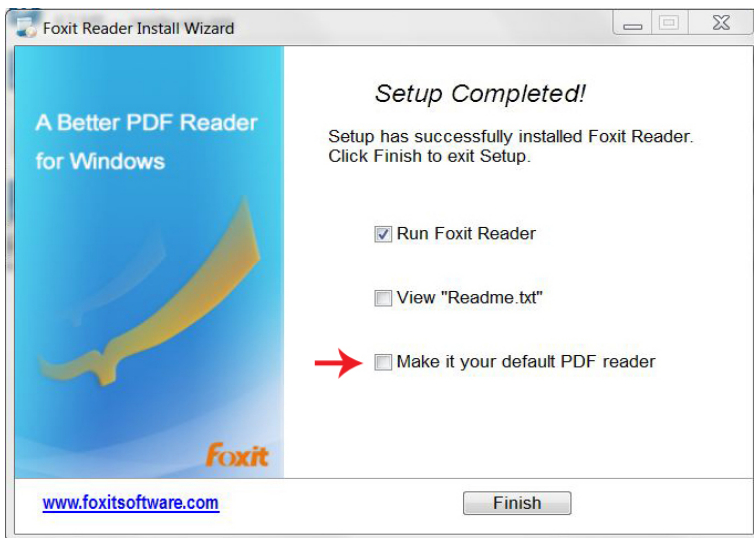 Foxit Reader Install Wizard
A Better PDF Reader
for Windows
Foxit
Setup Completed!
Setup has successfully installed Foxit Reader.
Click Finish to exit Setup.
Run Foxit Reader
View "Readme.txt"
Make it your default PDF reader
www.foxitsoftware.com
Finish